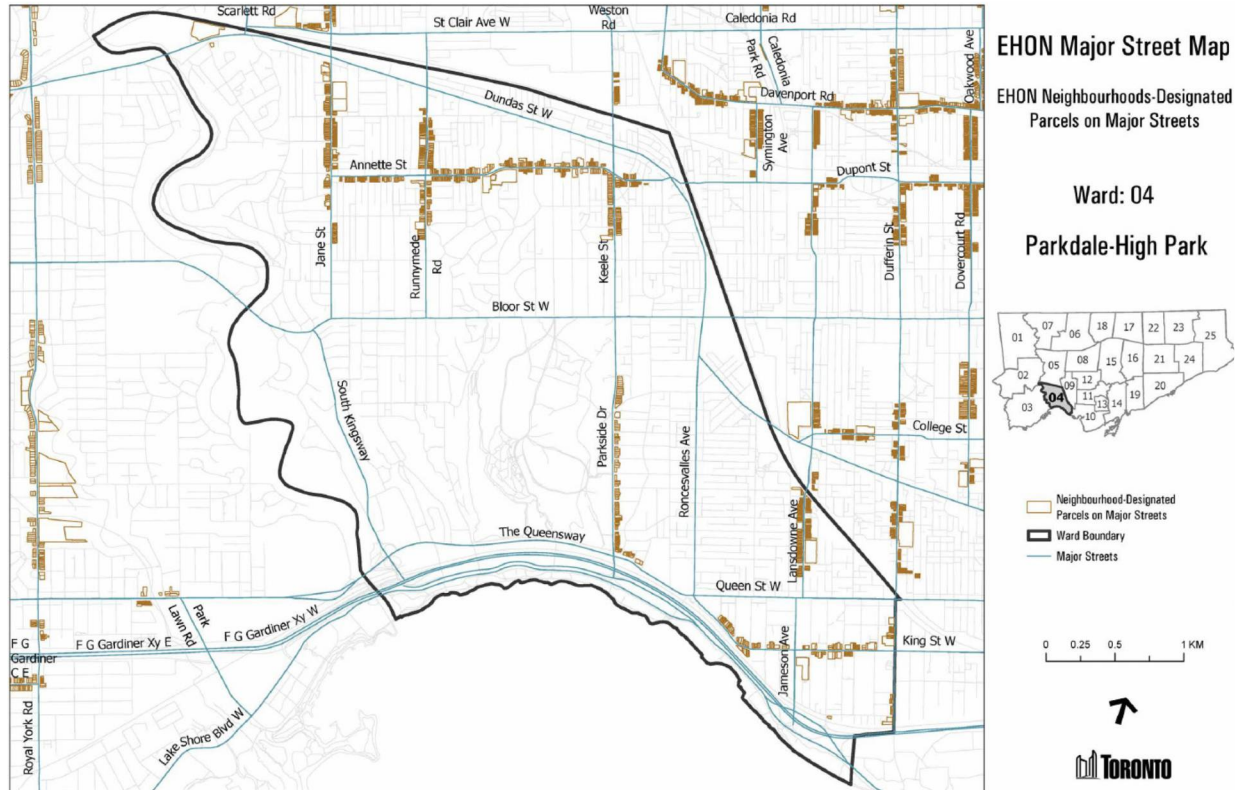 Scarlett Rd
St Clair Ave W
Weston
Rd
Caledonia Rd
Caledonia
Park Rd
Oakwood Ave
Davenport Rd
Dundas St W
Symington
Ave
Annette St
Dupont St
Jane St
Runnymede
Rd
Keele St
Dufferin St
Dovercourt Rd
Bloor St W
South Kingsway
Parkside Dr
Roncesvalles Ave
College St
Lansdowne Ave
The Queensway
Queen St W
Park
Lawn Rd
F G Gardiner Xy W
F G Gardiner Xy E
F G
Gardiner
C E
Jameson Ave
King St W
Royal York Rd
Lake Shore Blvd W
EHON Major Street Map
EHON Neighbourhoods-Designated
Parcels on Major Streets
Ward: 04
Parkdale-High Park
01
07
06
18
17
22
23
25
02
05
08
15
16
21
24
03
04
09
12
11
13
10
14
19
20
Neighbourhood-Designated
Parcels on Major Streets
Ward Boundary
Major Streets
0
0.25
0.5
1 KM
TORONTO